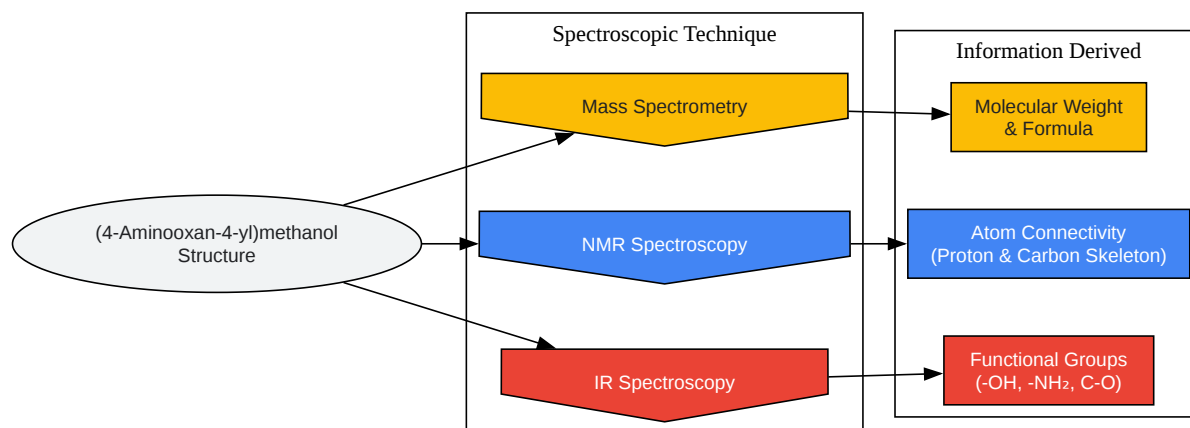 Spectroscopic Technique
Information Derived
Mass Spectrometry
Molecular Weight
& Formula
(4-Aminooxan-4-yl)methanol
Structure
NMR Spectroscopy
Atom Connectivity
(Proton & Carbon Skeleton)
IR Spectroscopy
Functional Groups
(-OH, -NH₂, C-O)